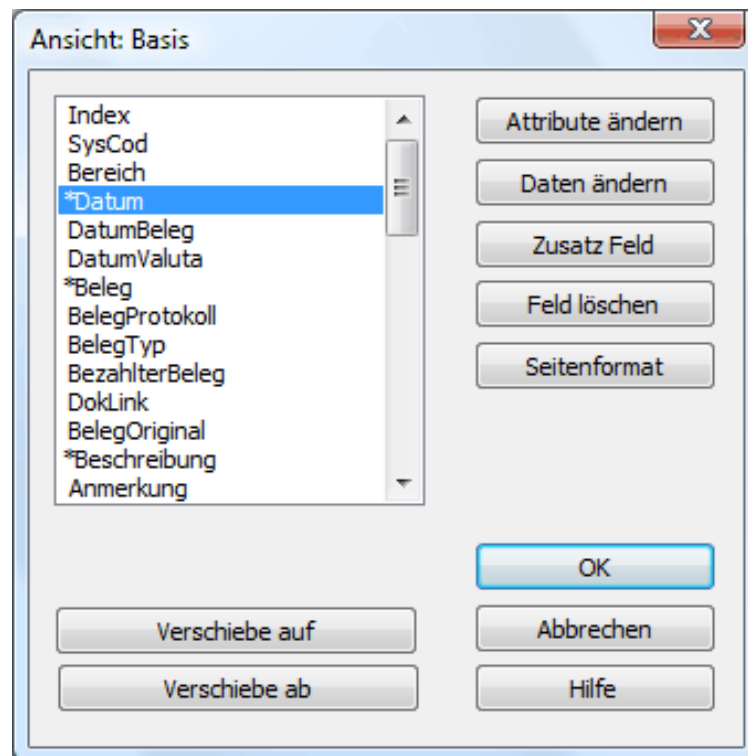 Ansicht: Basis
Index
SysCod
Bereich
*Datum
DatumBeleg
DatumValuta
*Beleg
BelegProtokoll
BelegTyp
BezahlterBeleg
DokLink
BelegOriginal
*Beschreibung
Anmerkung
Attribute ändern
Daten ändern
Zusatz Feld
Feld löschen
Seitenformat
OK
Abbrechen
Hilfe
Verschiebe auf
Verschiebe ab